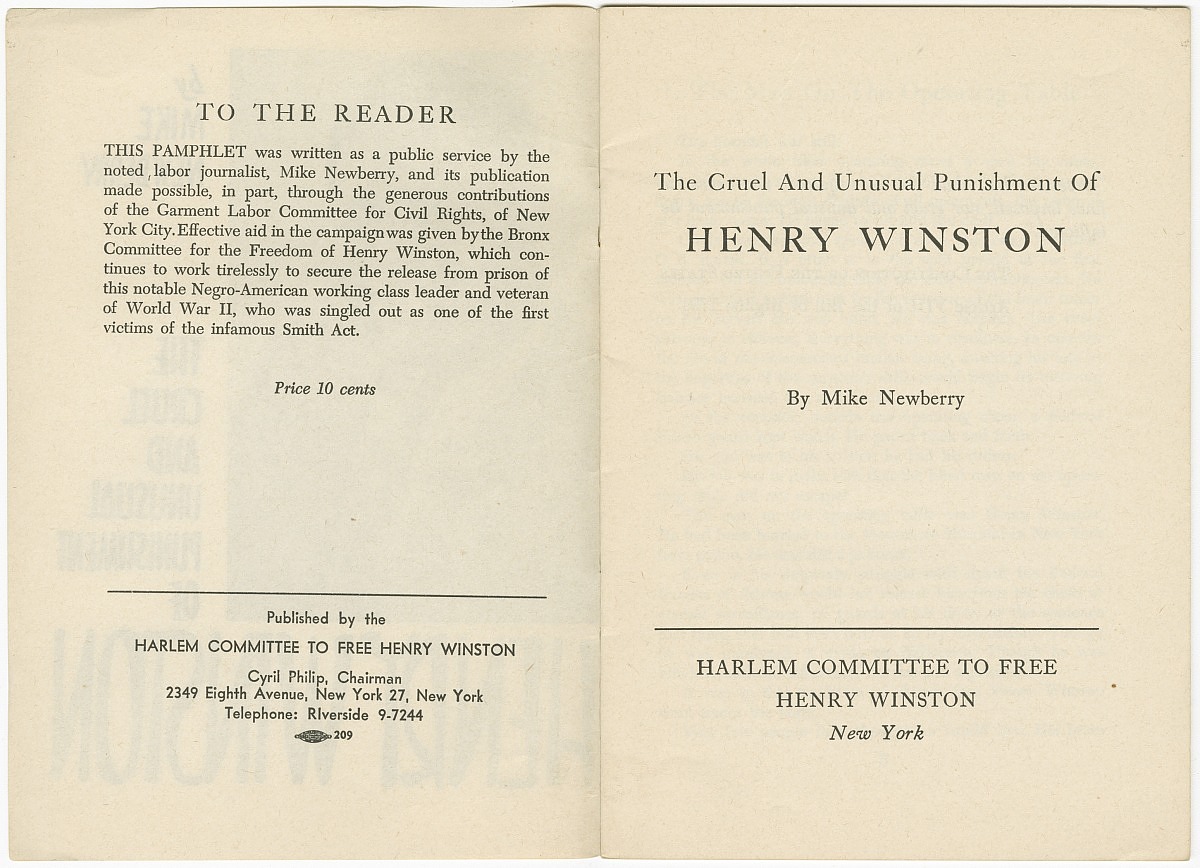 TO THE READER
THIS PAMPHLET was written as a public service by the
noted labor journalist, Mike Newberry, and its publication
made possible, in part, through the generous contributions
of the Garment Labor Committee for Civil Rights, of New
York City. Effective aid in the campaign was given by the Bronx
Committee for the Freedom of Henry Winston, which con-
tinues to work tirelessly to secure the release from prison of
this notable Negro-American working class leader and veteran
of World War II, who was singled out as one of the first
victims of the infamous Smith Act.
Price 10 cents
Published by the
HARLEM COMMITTEE TO FREE HENRY WINSTON
Cyril Philip, Chairman
2349 Eighth Avenue, New York 27, New York
Telephone: RIverside 9-7244
209
The Cruel And Unusual Punishment Of
HENRY WINSTON
By Mike Newberry
HARLEM COMMITTEE TO FREE
HENRY WINSTON
New York